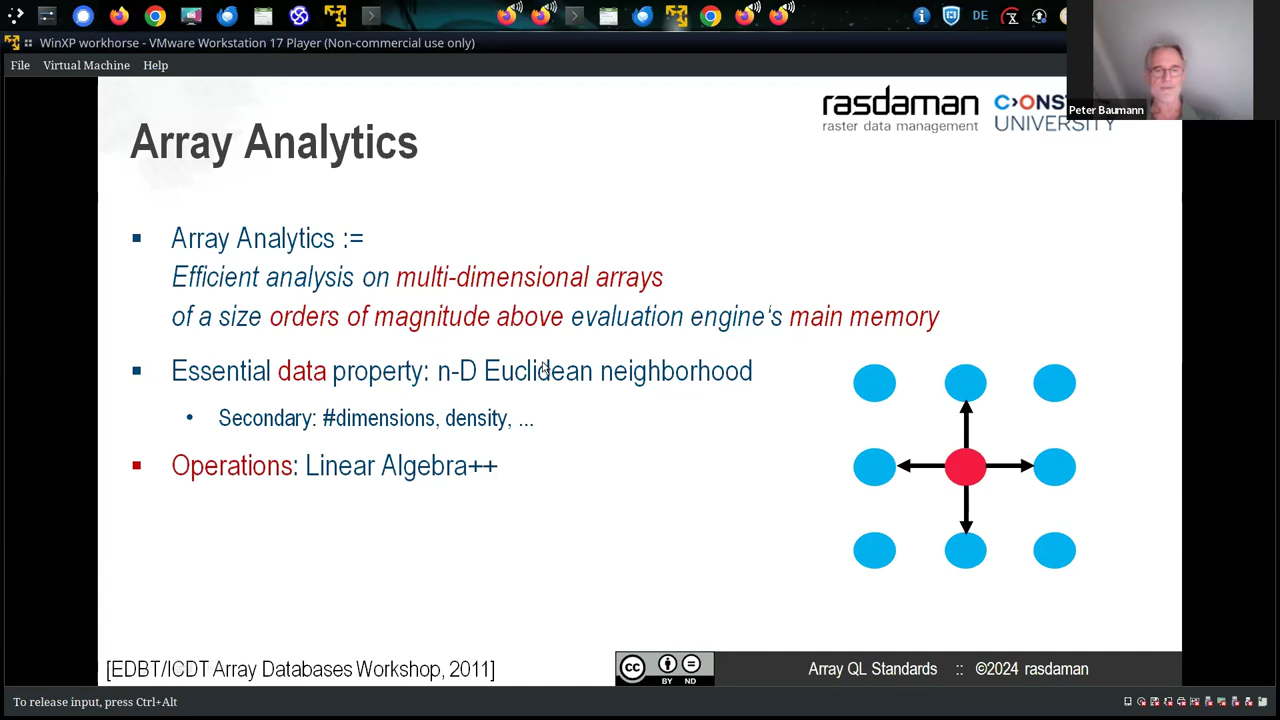 DE
WinXP workhorse - VMware Workstation 17 Player (Non-commercial use only)
File Virtual Machine Help
Peter Baumann
rasdaman
raster data management
C>ONS
UNIVERSITY
Array Analytics
Array Analytics :=
Efficient analysis on multi-dimensional arrays
of a size orders of magnitude above evaluation engine's main memory
Essential data property: n-D Euclidean neighborhood
Secondary: #dimensions, density, ...
Operations: Linear Algebra++
[EDBT/ICDT Array Databases Workshop, 2011]
cc
BY ND
Array QL Standards :: ©2024 rasdaman
To release input, press Ctrl+Alt